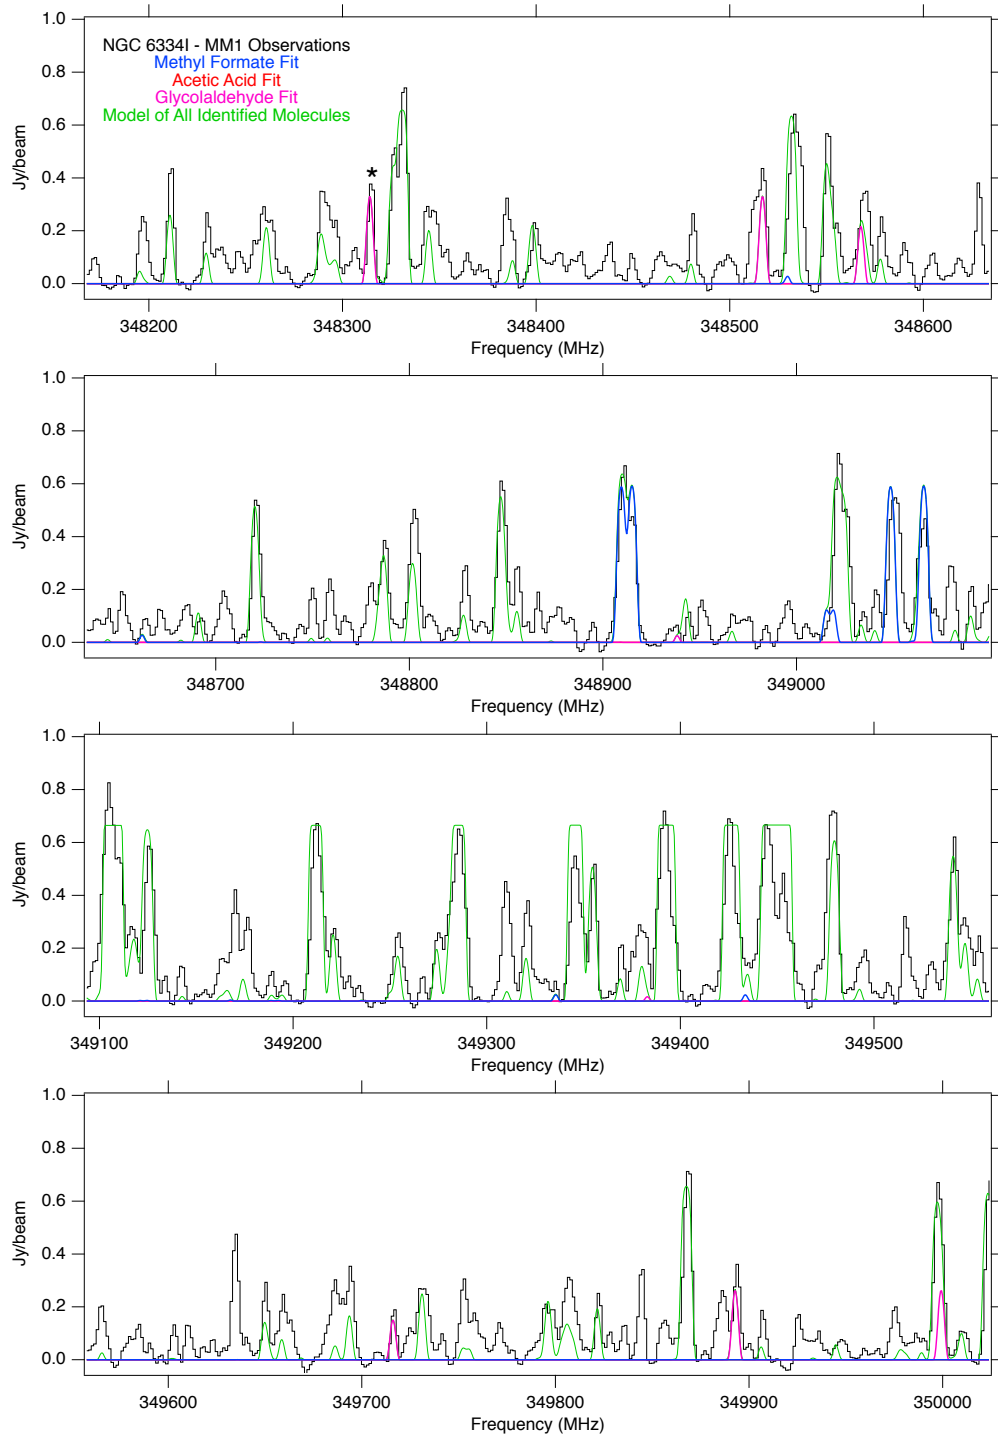 1.0
0.8
0.6
0.4
0.2
0.0
Jy/beam
NGC 6334I - MM1 Observations
Methyl Formate Fit
Acetic Acid Fit
Glycolaldehyde Fit
Model of All Identified Molecules
*
348200 348300 348400 348500 348600
Frequency (MHz)
1.0
0.8
0.6
0.4
0.2
0.0
Jy/beam
348700 348800 348900 349000
Frequency (MHz)
1.0
0.8
0.6
0.4
0.2
0.0
Jy/beam
349100 349200 349300 349400 349500
Frequency (MHz)
1.0
0.8
0.6
0.4
0.2
0.0
Jy/beam
349600 349700 349800 349900 350000
Frequency (MHz)